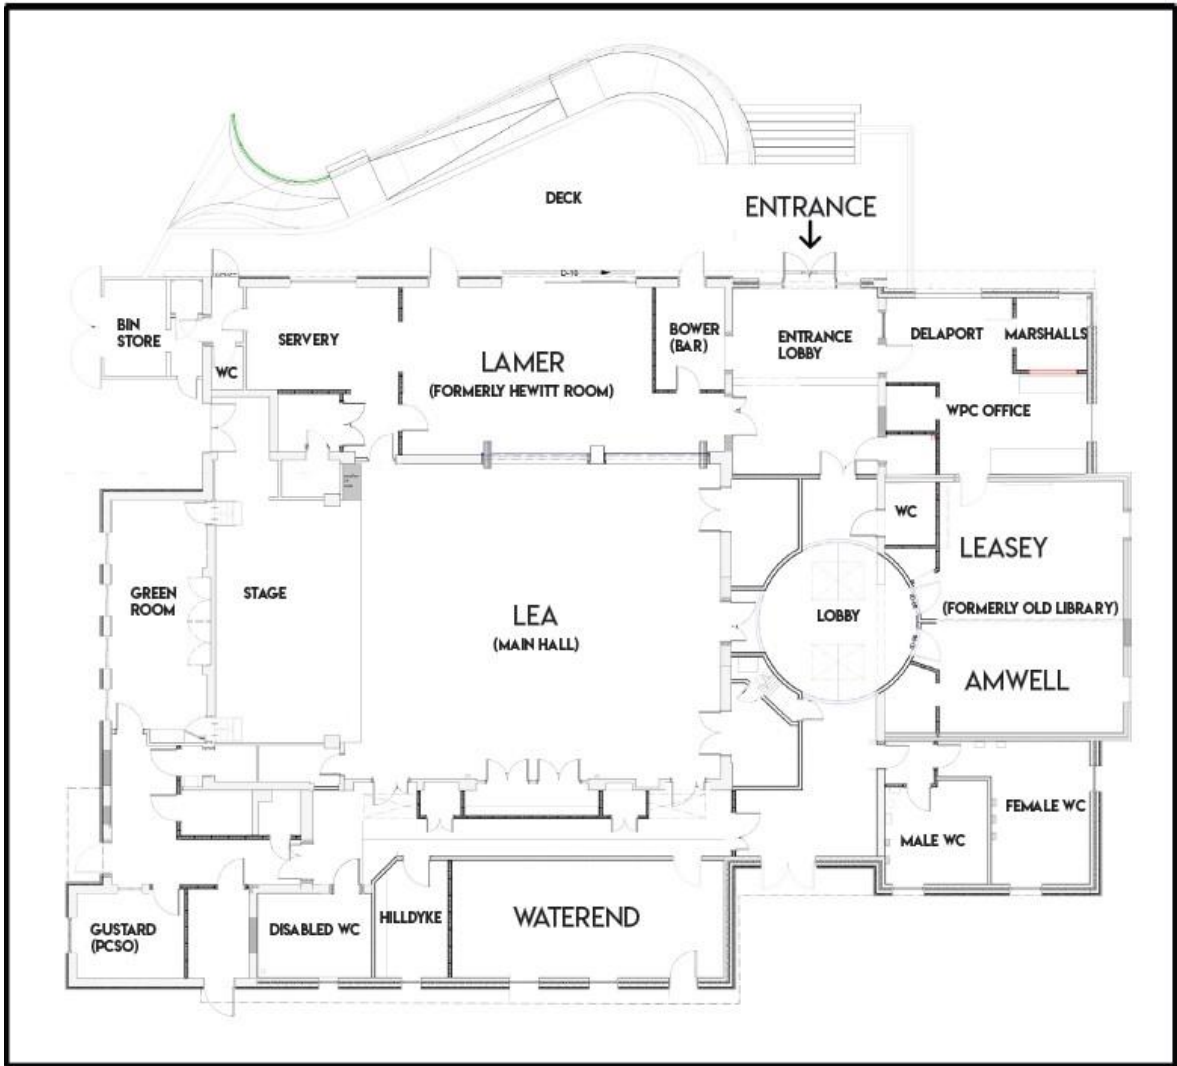 DECK
ENTRANCE
D-10
BIN
STORE
WC
SERVERY
LAMER
(FORMERLY HEWITT ROOM)
BOWER
(BAR)
ENTRANCE
LOBBY
DELAPORT
MARSHALLS
WPC OFFICE
WC
LEASEY
(FORMERLY OLD LIBRARY)
AMWELL
GREEN
ROOM
STAGE
LEA
(MAIN HALL)
LOBBY
MALE WC
FEMALE WC
GUSTARD
(PCSO)
DISABLED WC
HILLDYKE
WATEREND